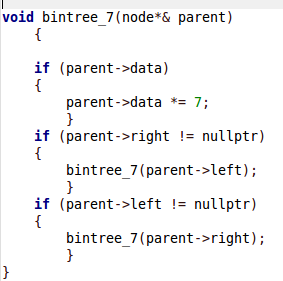 void bintree_7(node*& parent)
{
if (parent->data)
{
parent->data *= 7;
}
if (parent->right != nullptr)
{
bintree_7(parent->left);
}
if (parent->left != nullptr)
{
bintree_7(parent->right);
}
}